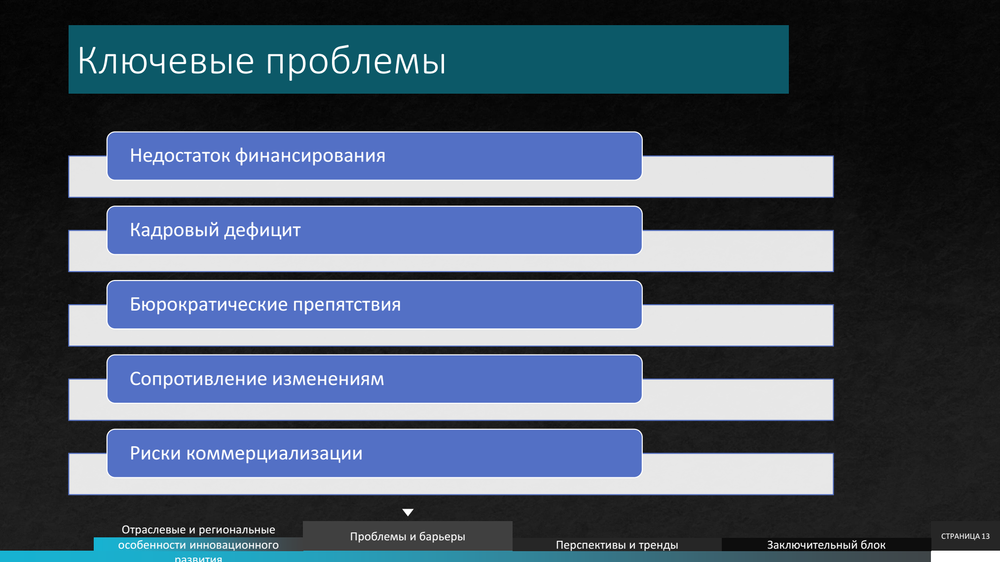 Ключевые проблемы
Недостаток финансирования
Кадровый дефицит
Бюрократические препятствия
Сопротивление изменениям
Риски коммерциализации
Отраслевые и региональные
особенности инновационного
развития
Проблемы и барьеры
Перспективы и тренды
Заключительный блок
СТРАНИЦА 13